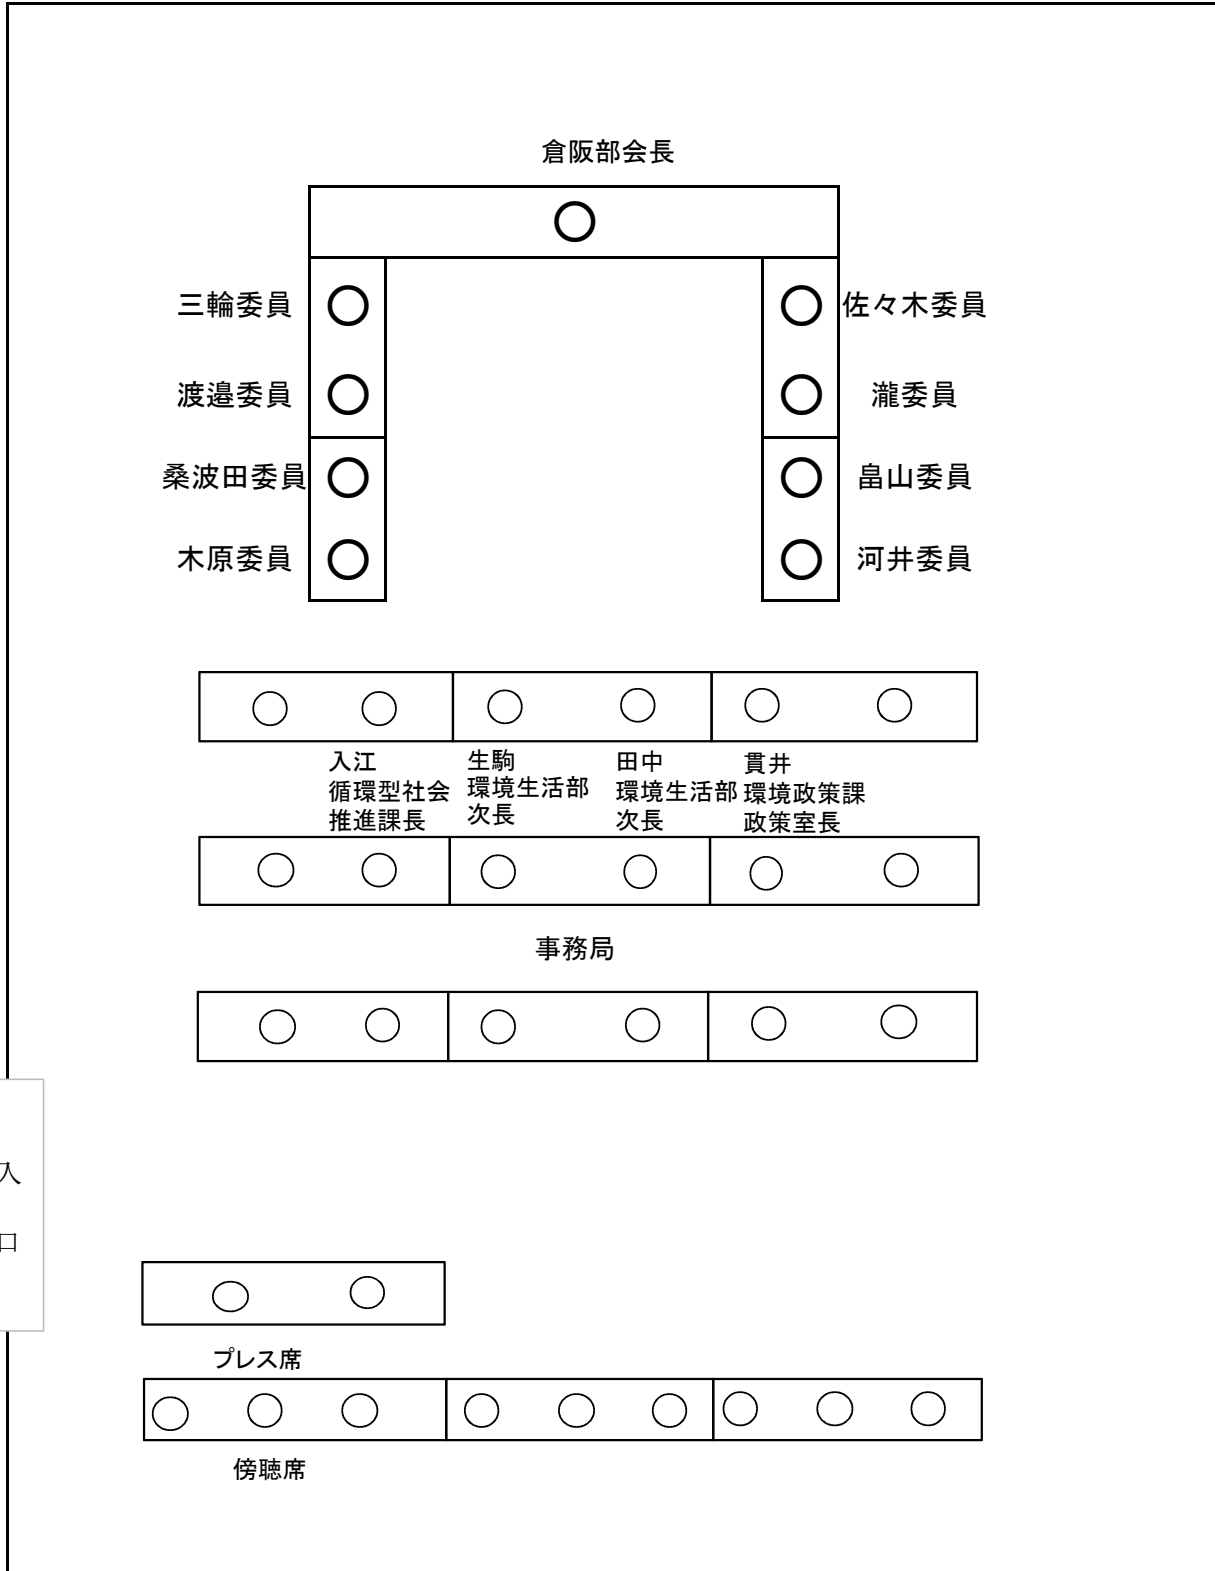 倉阪部会長
三輪委員
佐々木委員
渡邉委員
瀧委員
桑波田委員
畠山委員
木原委員
河井委員
入江
循環型社会
推進課長
生駒
環境生活部
次長
田中
環境生活部
次長
貫井
環境政策課
政策室長
事務局
入
口
プレス席
傍聴席